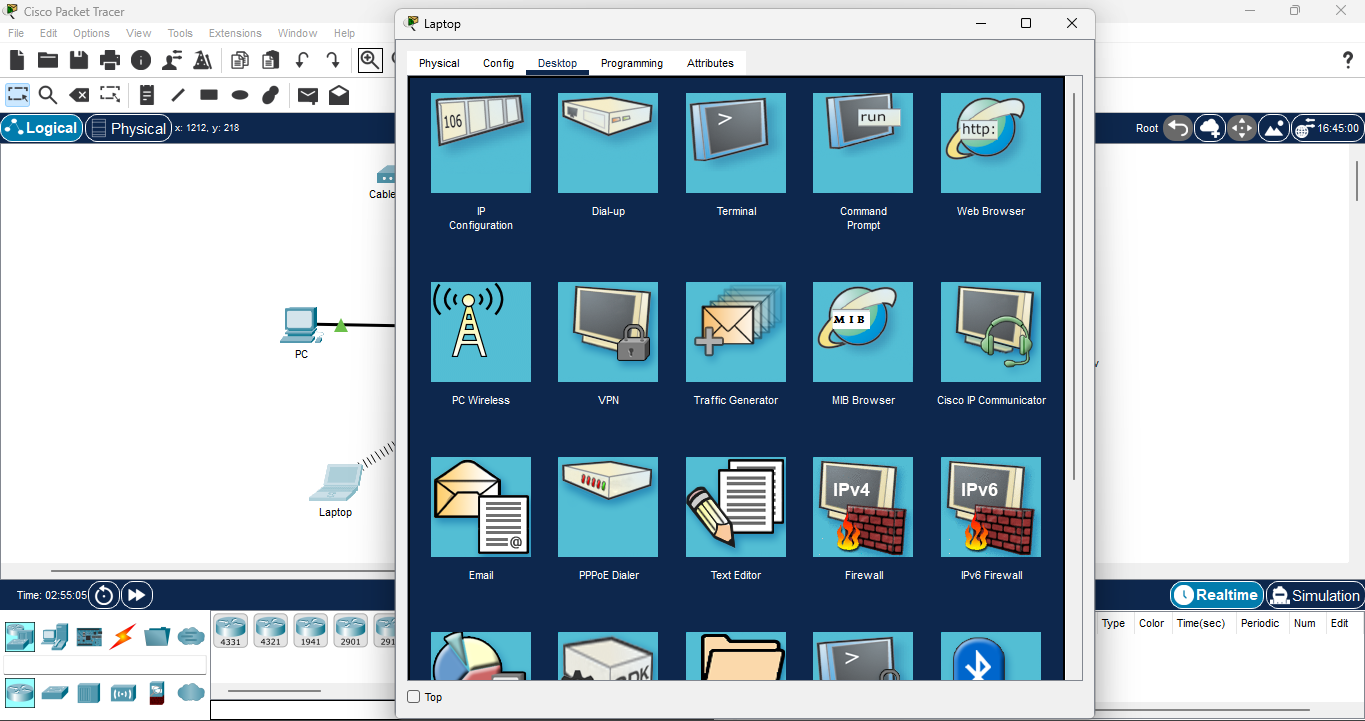 Cisco Packet Tracer
File Edit Options View Tools Extensions Window Help
?
Logical Physical x: 1212, y: 218
Root 16:45:00
PC
Laptop
Time: 02:55:05
Realtime Simulation
4331 4321 1941 2901
Type Color Time(sec) Periodic Num Edit
Laptop
Physical Config Desktop Programming Attributes
106
>
run
http:
IP
Configuration
Dial-up
Terminal
Command
Prompt
Web Browser
MIB
PC Wireless
VPN
Traffic Generator
MIB Browser
Cisco IP Communicator
@
IPv4
IPv6
Email
PPPoE Dialer
Text Editor
Firewall
IPv6 Firewall
>
Top